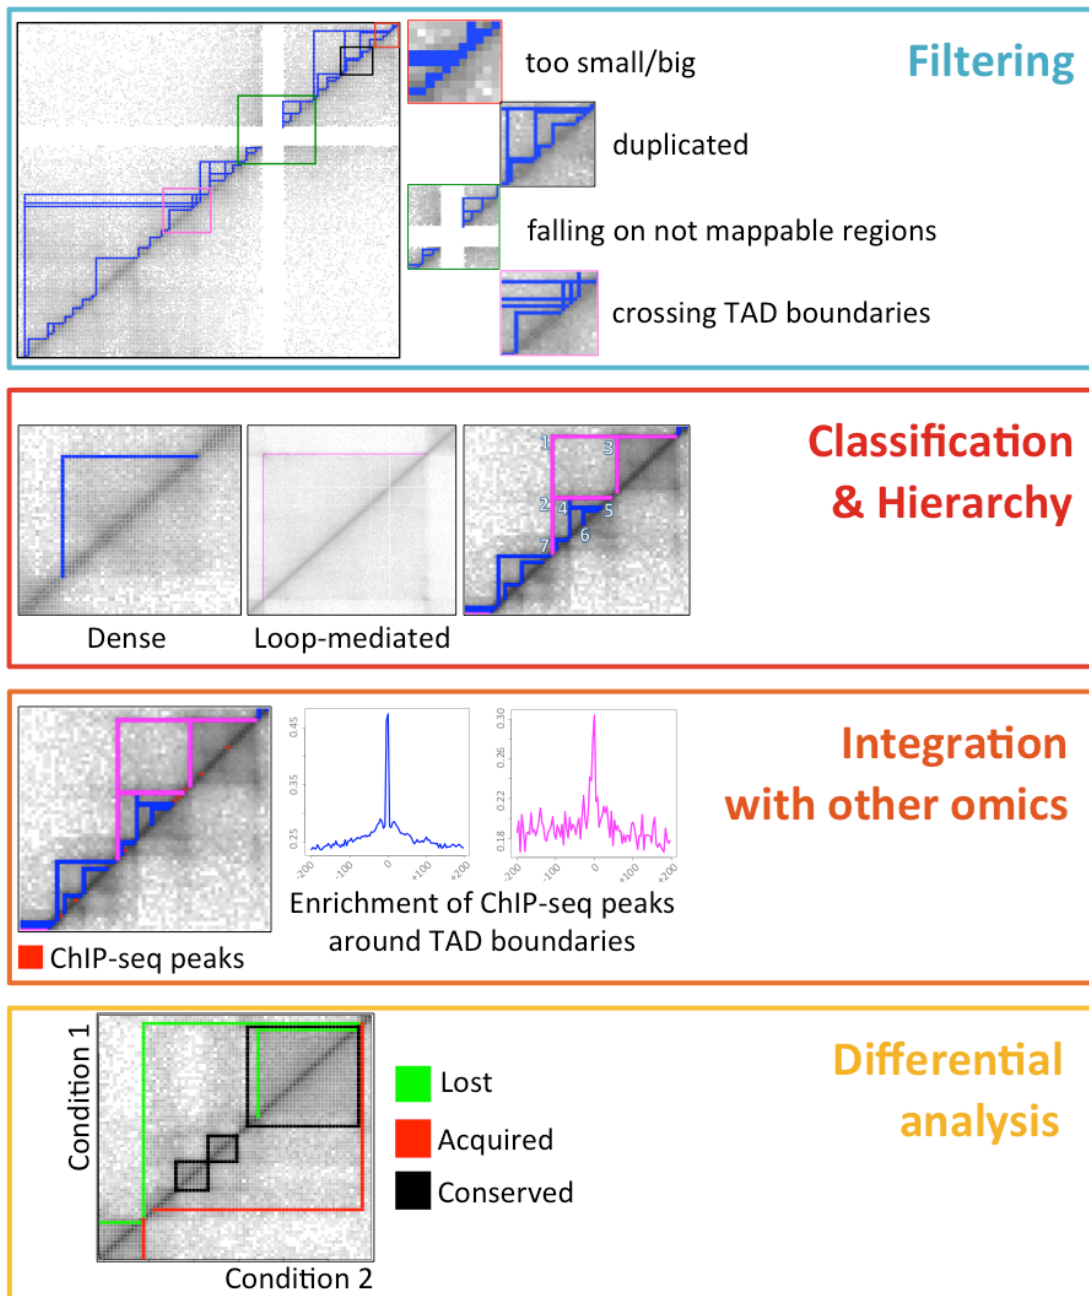 Filtering
too small/big
duplicated
falling on not mappable regions
crossing TAD boundaries
Classification
& Hierarchy
1
3
2
4
5
6
7
Dense
Loop-mediated
Integration
with other omics
0.45
0.35
0.25
-200
-100
0
+100
+200
0.30
0.26
0.22
0.18
-200
-100
0
+100
+200
Enrichment of ChIP-seq peaks
around TAD boundaries
ChIP-seq peaks
Differential
analysis
Condition 1
Lost
Acquired
Conserved
Condition 2